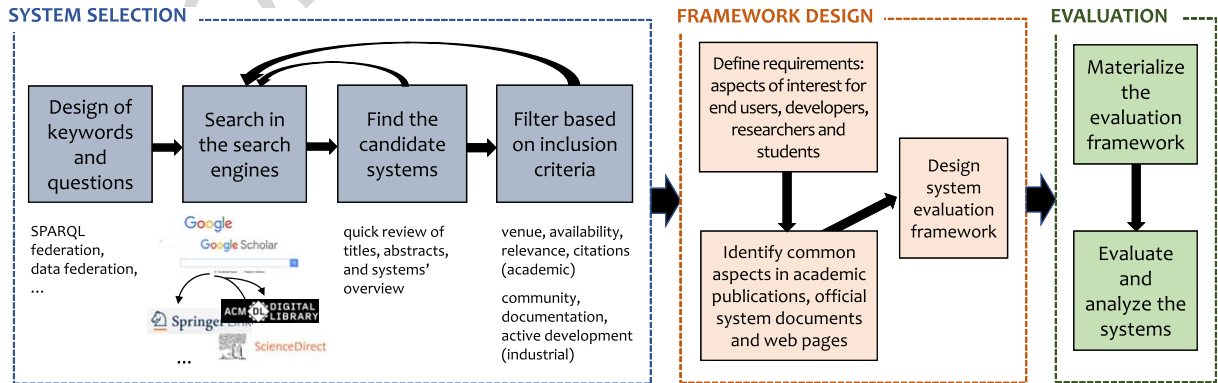 SYSTEM SELECTION
Design of
keywords
and
questions
Search in
the search
engines
Find the
candidate
systems
Filter based
on inclusion
criteria
SPARQL
federation,
data federation,
...
Google
Google Scholar
Springer
ACM DL DIGITAL
LIBRARY
ScienceDirect
...
quick review of
titles, abstracts,
and systems'
overview
venue, availability,
relevance, citations
(academic)
community,
documentation,
active development
(industrial)
FRAMEWORK DESIGN
Define requirements:
aspects of interest for
end users, developers,
researchers and
students
Identify common
aspects in academic
publications, official
system documents
and web pages
Design
system
evaluation
framework
EVALUATION
Materialize
the
evaluation
framework
Evaluate
and
analyze the
systems